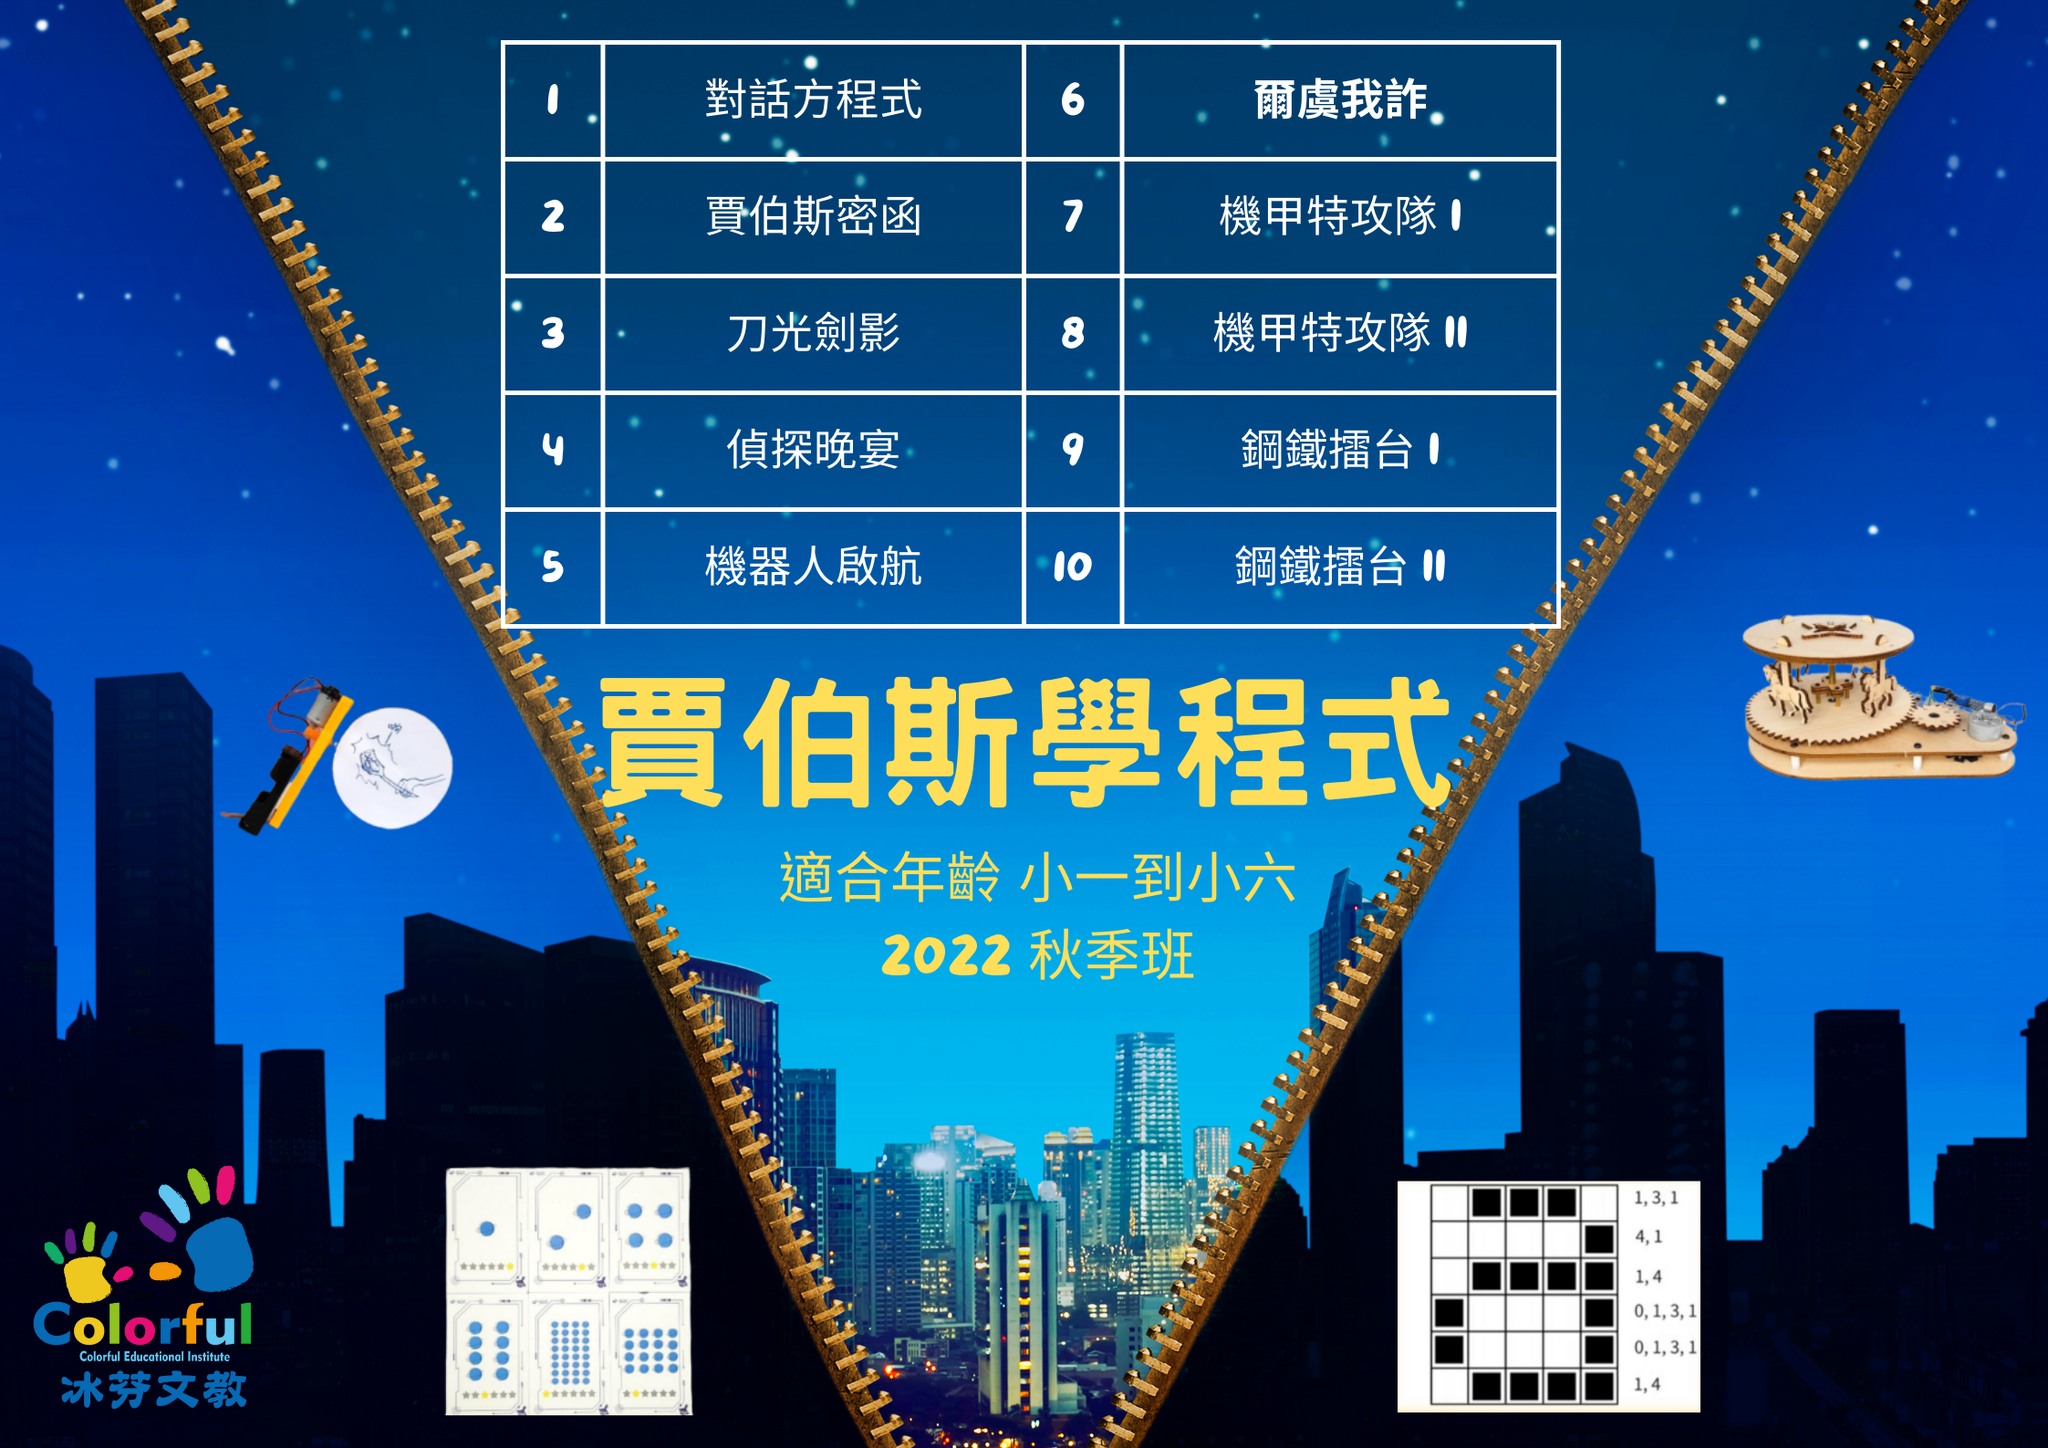 1 對話方程式 6 爾虞我詐
2 賈伯斯密函 7 機甲特攻隊 I
3 刀光劍影 8 機甲特攻隊 II
4 偵探晚宴 9 鋼鐵擂台 I
5 機器人啟航 10 鋼鐵擂台 II
賈伯斯學程式
適合年齡 小一到小六
2022 秋季班
1, 3, 1
4, 1
1, 4
0, 1, 3, 1
0, 1, 3, 1
1, 4
Colorful
Colorful Educational Institute
冰芬文教